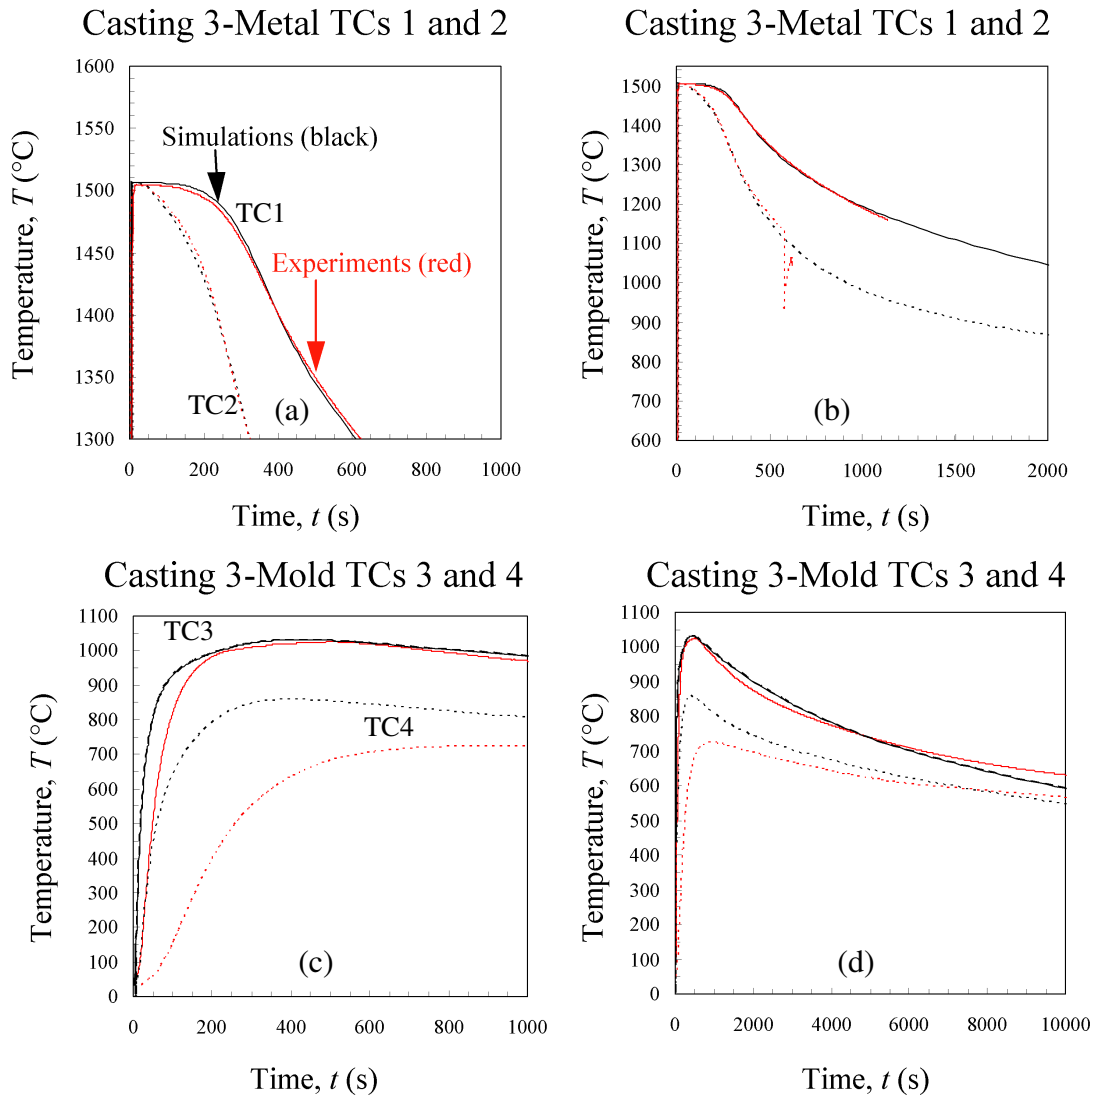 Casting 3-Metal TCs 1 and 2
1600
1550
1500
1450
1400
1350
1300
Temperature, T (°C)
Simulations (black)
TC1
Experiments (red)
TC2
(a)
0 200 400 600 800 1000
Time, t (s)
Casting 3-Metal TCs 1 and 2
1500
1400
1300
1200
1100
1000
900
800
700
600
Temperature, T (°C)
(b)
0 500 1000 1500 2000
Time, t (s)
Casting 3-Mold TCs 3 and 4
1100
1000
900
800
700
600
500
400
300
200
100
0
Temperature, T (°C)
TC3
TC4
(c)
0 200 400 600 800 1000
Time, t (s)
Casting 3-Mold TCs 3 and 4
1100
1000
900
800
700
600
500
400
300
200
100
0
Temperature, T (°C)
(d)
0 2000 4000 6000 8000 10000
Time, t (s)